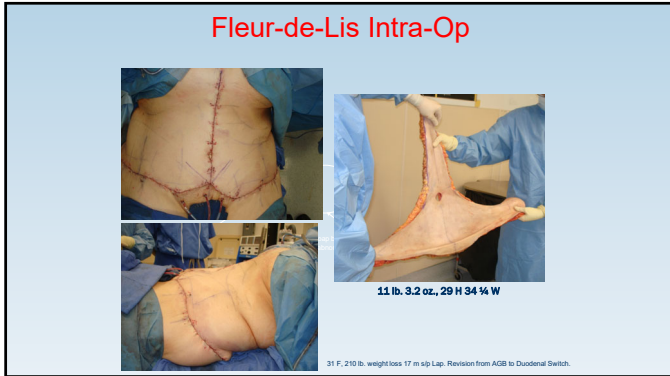 Fleur-de-Lis Intra-Op
11 lb. 3.2 oz., 29 H 34 ¼ W
31 F, 210 lb. weight loss 17 m s/p Lap. Revision from AGB to Duodenal Switch.